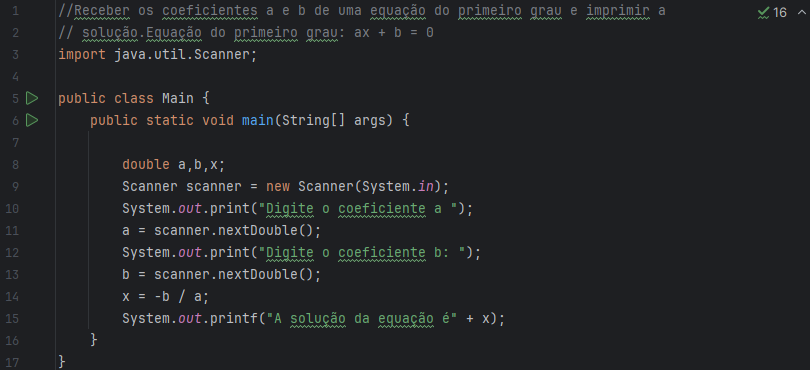 1 //Receber os coeficientes a e b de uma equação do primeiro grau e imprimir a 16
2 // solução.Equação do primeiro grau: ax + b = 0
3 import java.util.Scanner;
4
5 public class Main {
6 public static void main(String[] args) {
7
8 double a,b,x;
9 Scanner scanner = new Scanner(System.in);
10 System.out.print("Digite o coeficiente a ");
11 a = scanner.nextDouble();
12 System.out.print("Digite o coeficiente b: ");
13 b = scanner.nextDouble();
14 x = -b / a;
15 System.out.printf("A solução da equação é" + x);
16 }
17 }